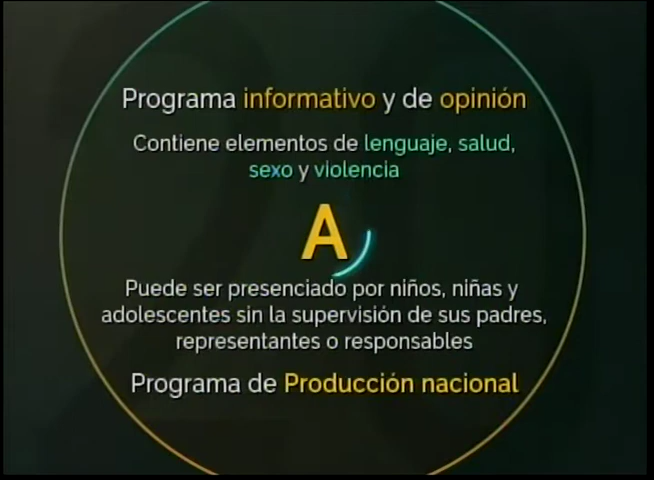 Programa informativo y de opinión
Contiene elementos de lenguaje, salud,
sexo y violencia
A
Puede ser presenciado por niños, niñas y
adolescentes sin la supervisión de sus padres,
representantes o responsables
Programa de Producción nacional